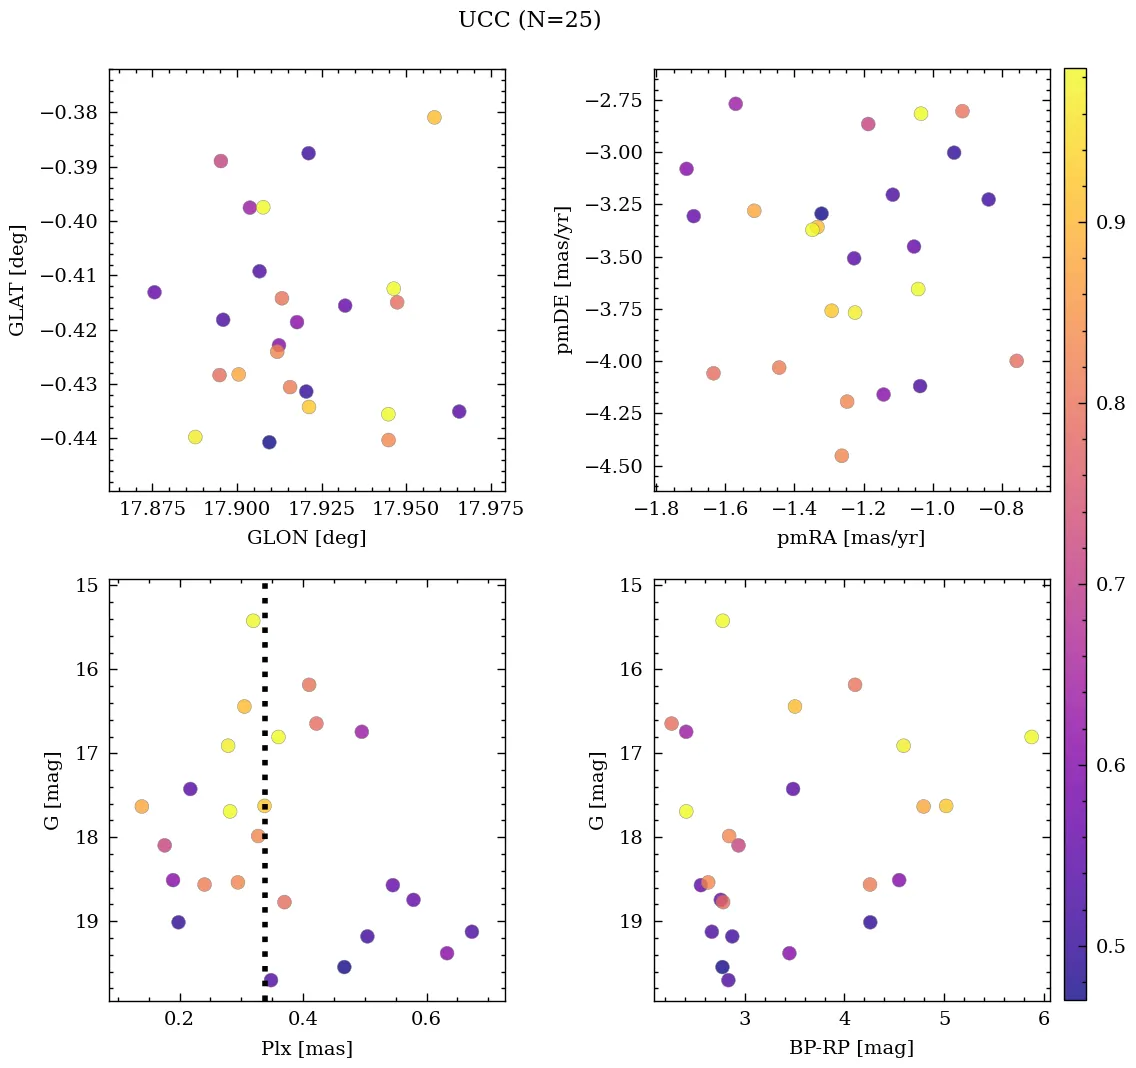 UCC (N=25)
−0.38
−0.39
−0.40
−0.41
−0.42
−0.43
−0.44
GLAT [deg]
17.875 17.900 17.925 17.950 17.975
GLON [deg]
−2.75
−3.00
−3.25
−3.50
−3.75
−4.00
−4.25
−4.50
pmDE [mas/yr]
−1.8 −1.6 −1.4 −1.2 −1.0 −0.8
pmRA [mas/yr]
15
16
17
18
19
G [mag]
0.2 0.4 0.6
Plx [mas]
15
16
17
18
19
G [mag]
3 4 5 6
BP-RP [mag]
0.9
0.8
0.7
0.6
0.5